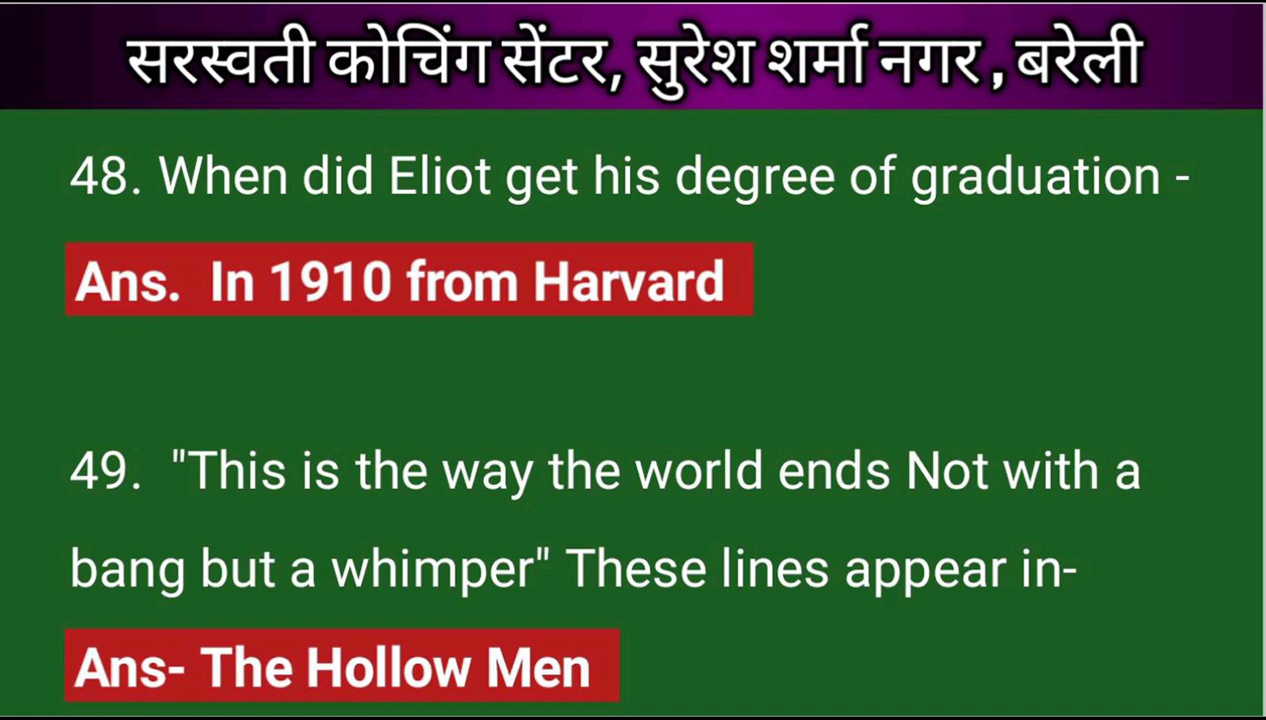 सरस्वती कोचिंग सेंटर, सुरेश शर्मा नगर , बरेली
48. When did Eliot get his degree of graduation -
Ans. In 1910 from Harvard
49. "This is the way the world ends Not with a
bang but a whimper" These lines appear in-
Ans- The Hollow Men